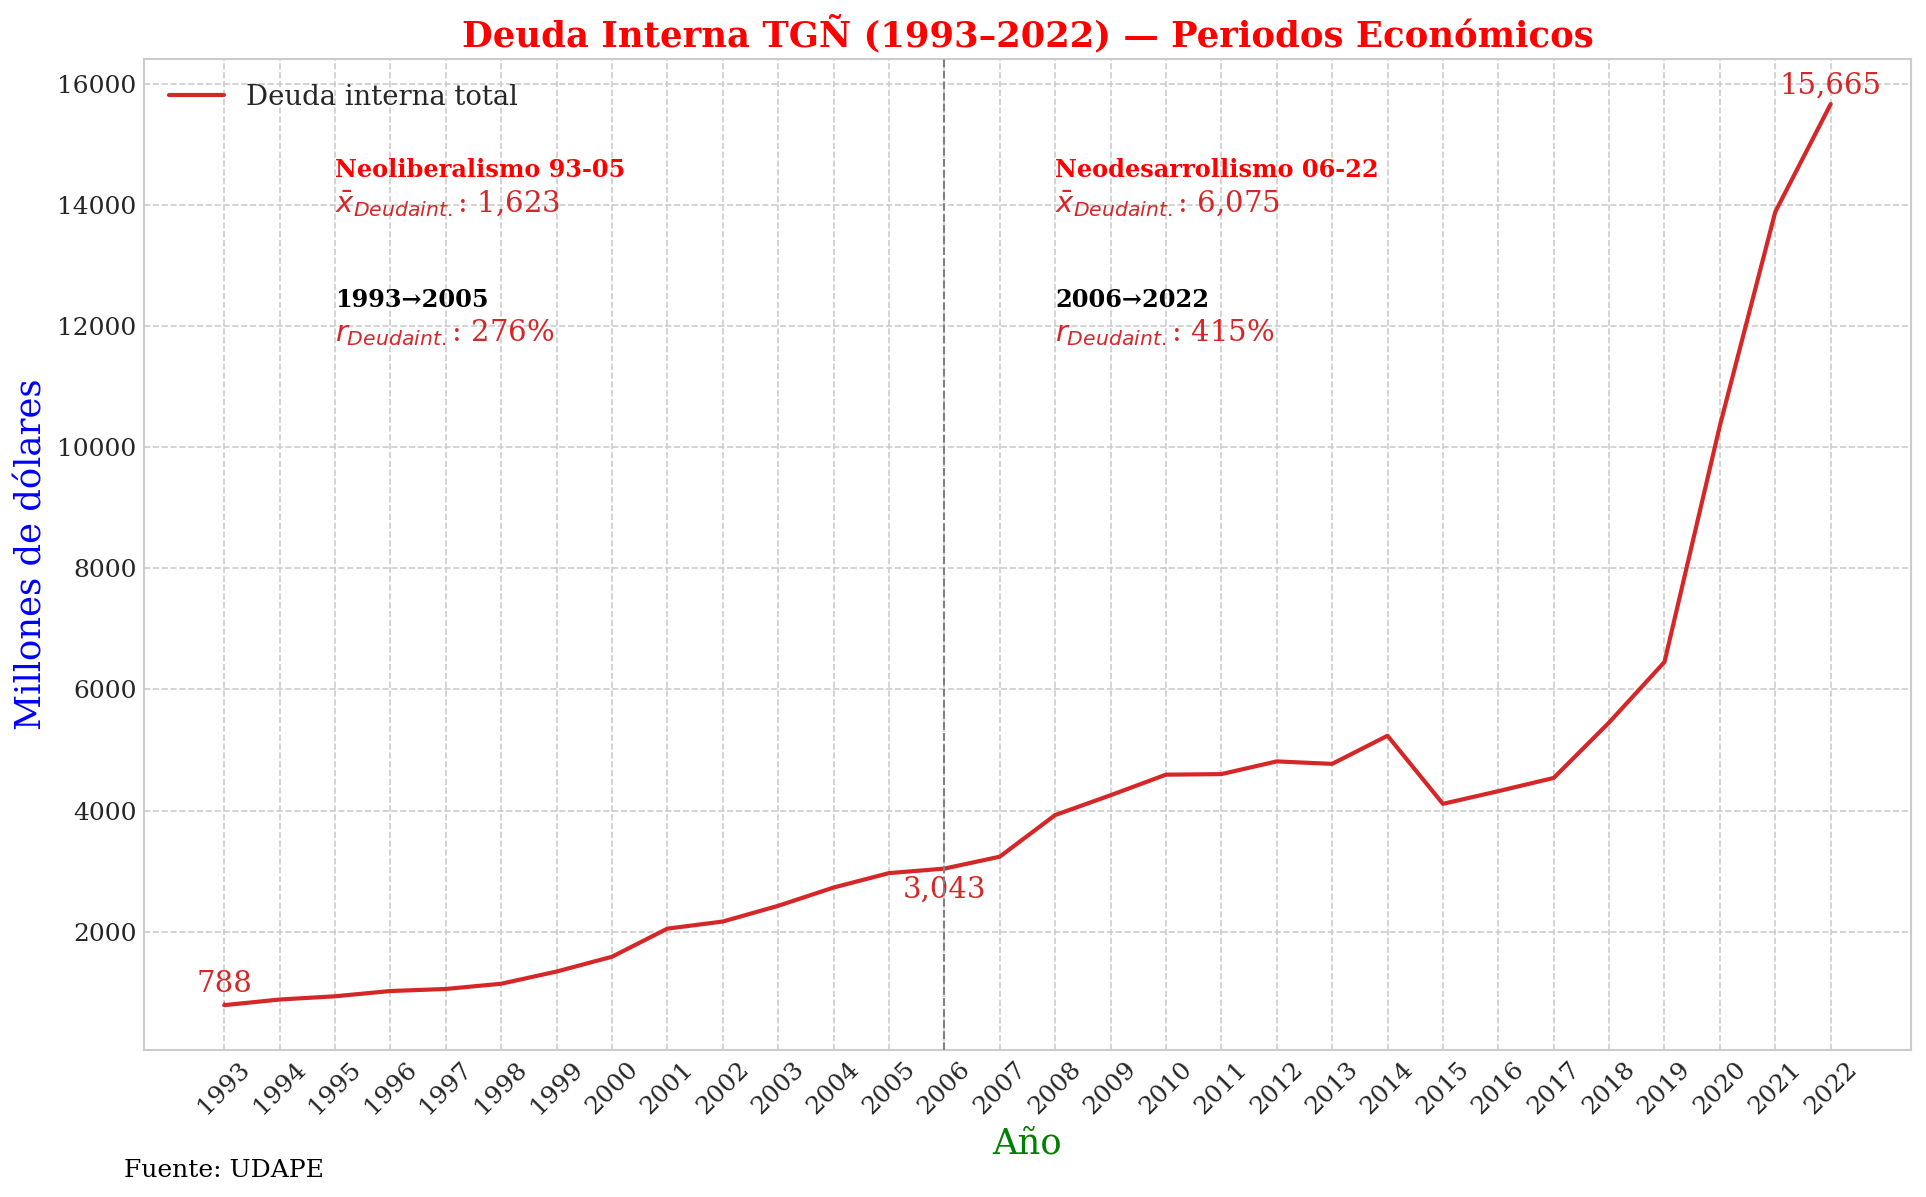 Deuda Interna TGÑ (1993–2022) — Periodos Económicos
Deuda interna total
Neoliberalismo 93-05
x̄Deudaint.: 1,623
1993→2005
rDeudaint.: 276%
Neodesarrollismo 06-22
x̄Deudaint.: 6,075
2006→2022
rDeudaint.: 415%
15,665
3,043
788
Millones de dólares
16000
14000
12000
10000
8000
6000
4000
2000
1993 1994 1995 1996 1997 1998 1999 2000 2001 2002 2003 2004 2005 2006 2007 2008 2009 2010 2011 2012 2013 2014 2015 2016 2017 2018 2019 2020 2021 2022
Año
Fuente: UDAPE